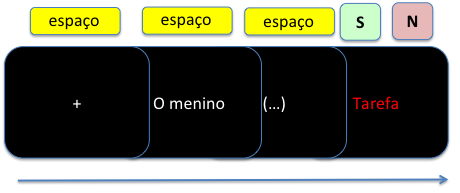 espaço espaço espaço S N
+ O menino (...) Tarefa